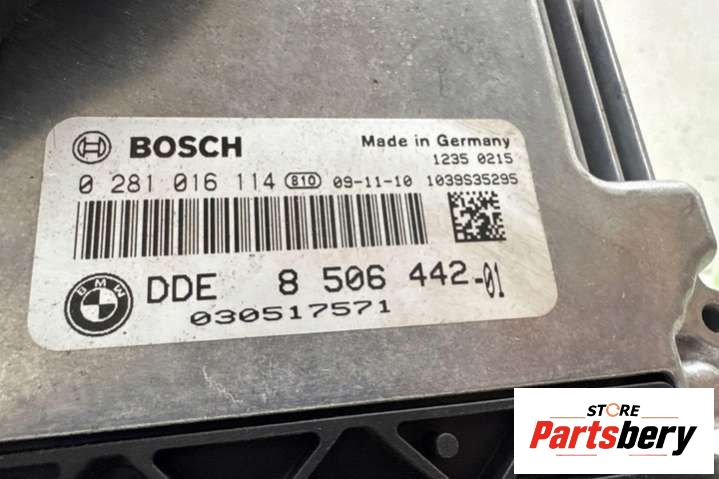 BOSCH Made in Germany
1235 0215
0 281 016 114 810 09-11-10 1039S35295
BMW DDE 8 506 442-01
030517571
STORE
Partsbery